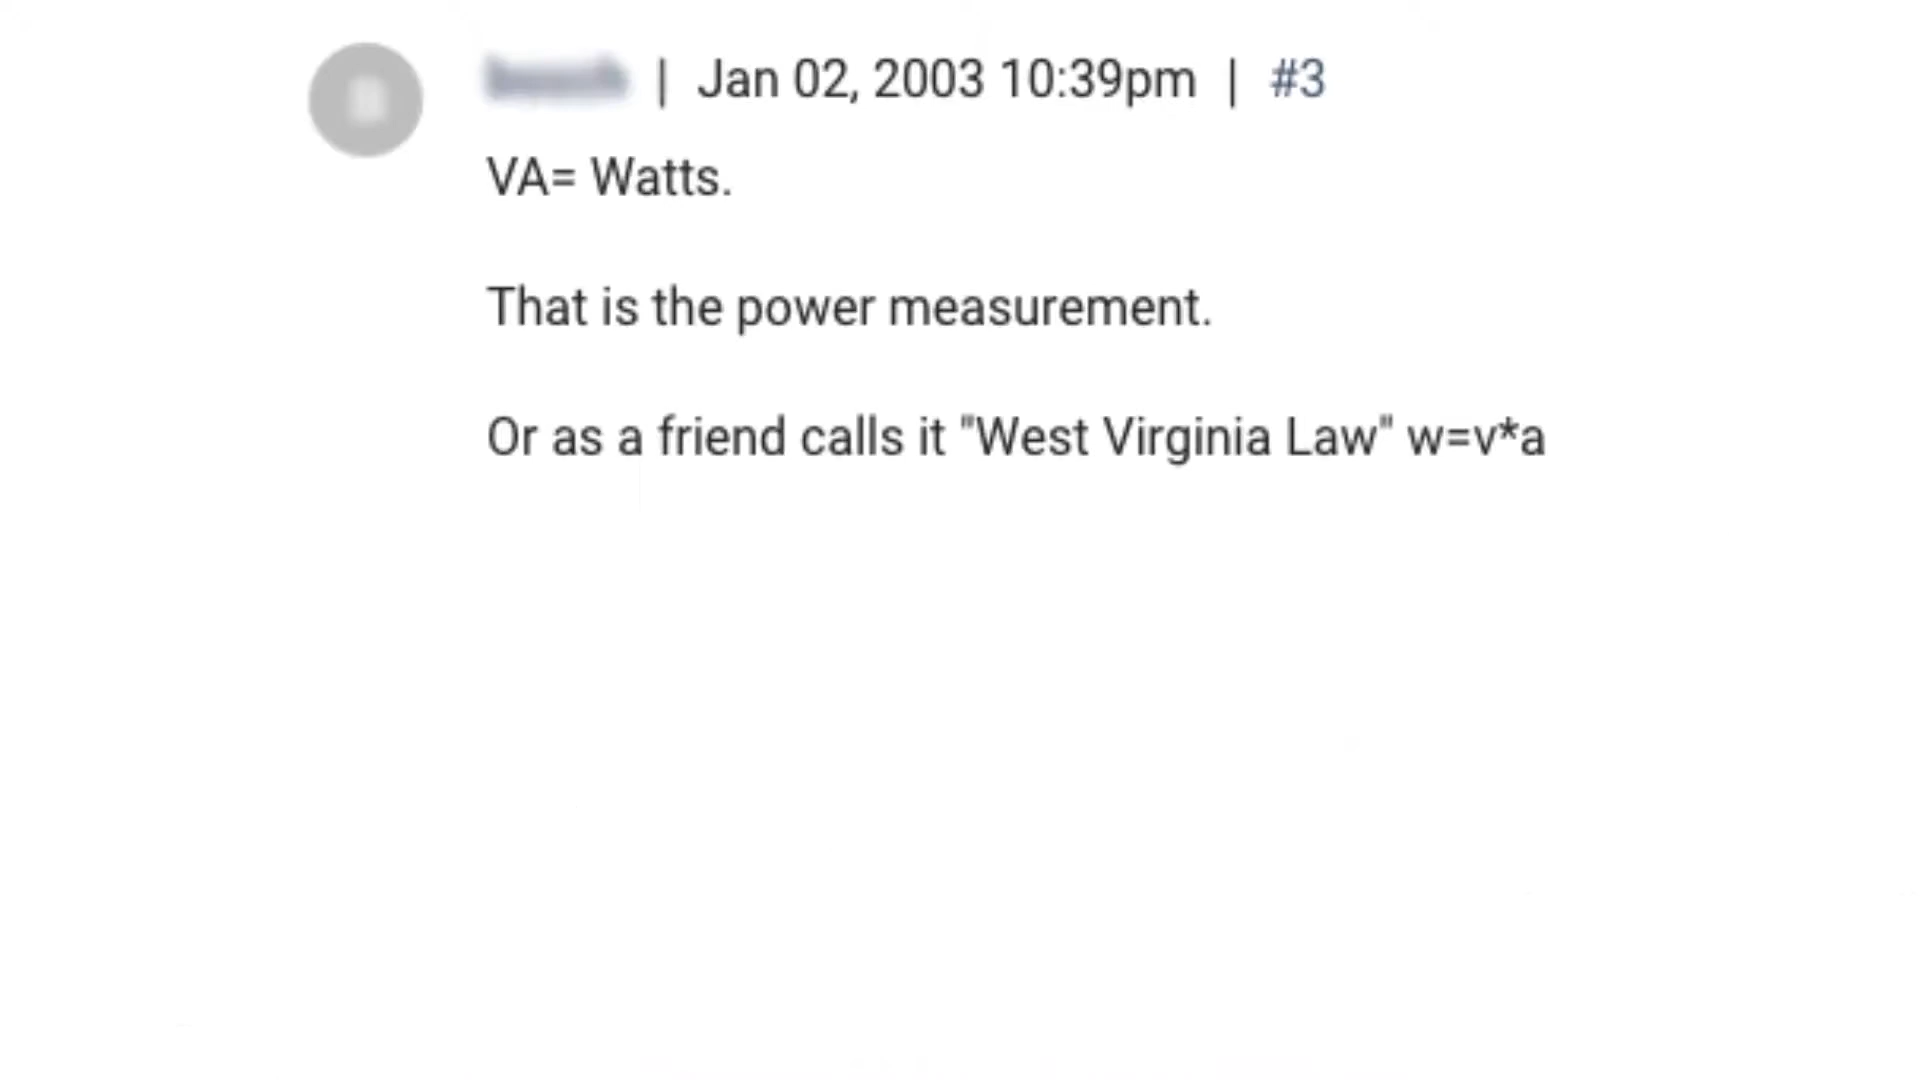 | Jan 02, 2003 10:39pm | #3
VA= Watts.
That is the power measurement.
Or as a friend calls it "West Virginia Law" w=v*a